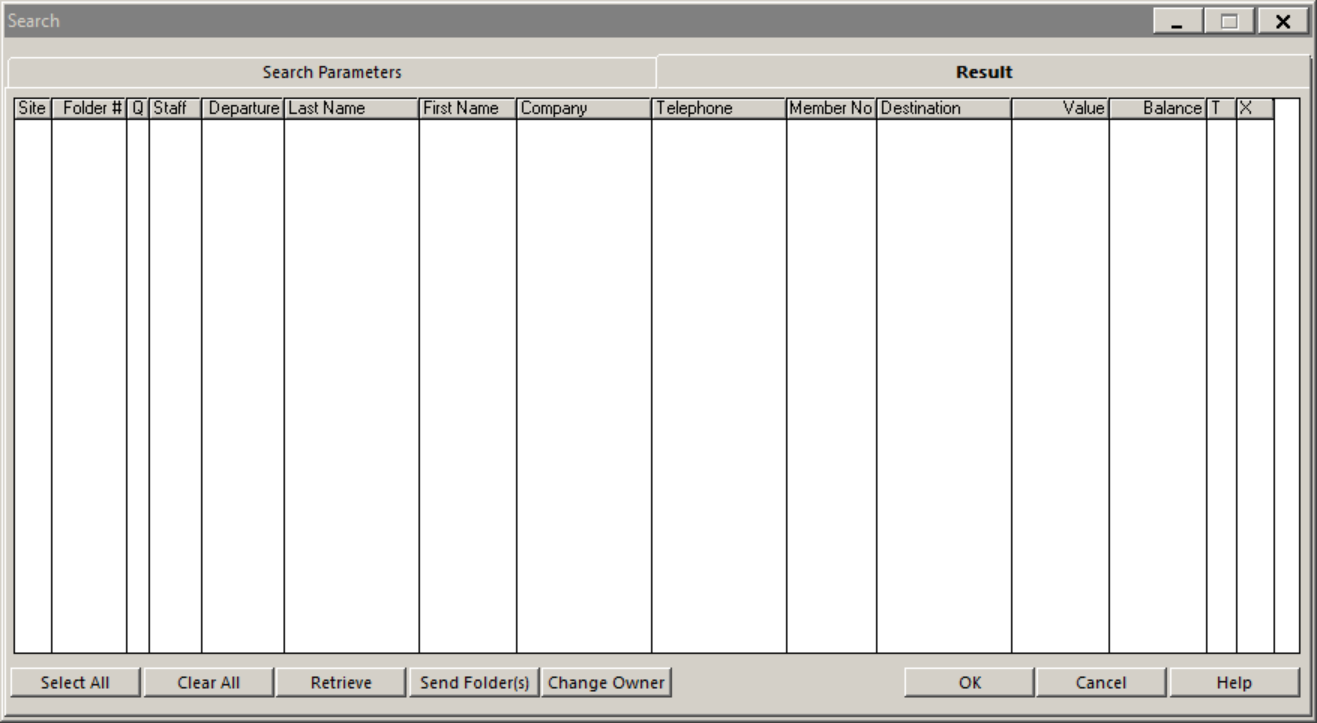 Search
Search Parameters Result
Site Folder # Q Staff Departure Last Name First Name Company Telephone Member No Destination Value Balance T X
Select All Clear All Retrieve Send Folder(s) Change Owner OK Cancel Help